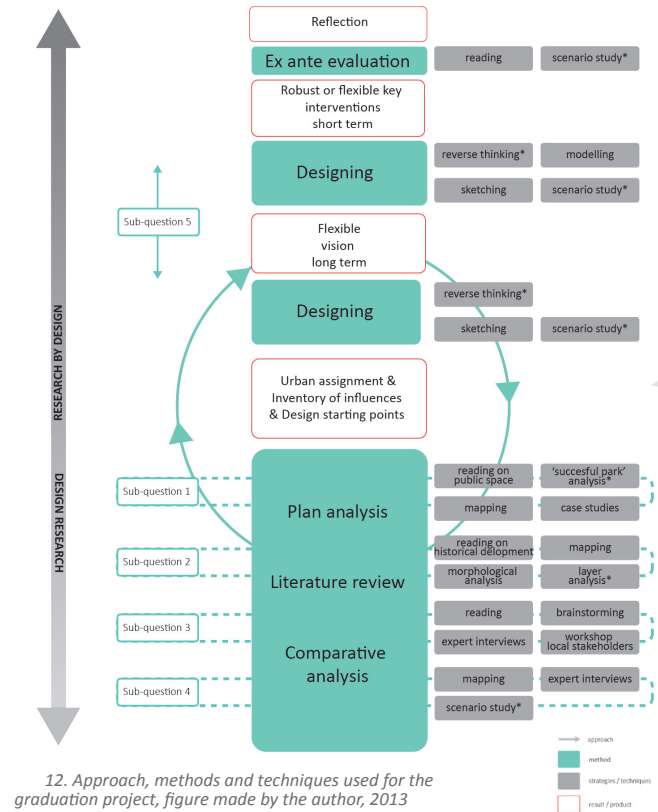 Reflection
Ex ante evaluation
reading
scenario study*
Robust or flexible key
interventions
short term
Designing
reverse thinking*
modelling
sketching
scenario study*
Sub-question 5
Flexible
vision
long term
Designing
reverse thinking*
sketching
scenario study*
RESEARCH BY DESIGN
Urban assignment &
Inventory of influences
& Design starting points
DESIGN RESEARCH
Sub-question 1
Plan analysis
reading on
public space
'succesful park'
analysis*
mapping
case studies
Sub-question 2
Literature review
reading on
historical delopment
mapping
morphological
analysis
layer
analysis*
Sub-question 3
Comparative
analysis
reading
brainstorming
expert interviews
workshop
local stakeholders
Sub-question 4
mapping
expert interviews
scenario study*
approach
method
strategies / techniques
result / product
12. Approach, methods and techniques used for the
graduation project, figure made by the author, 2013